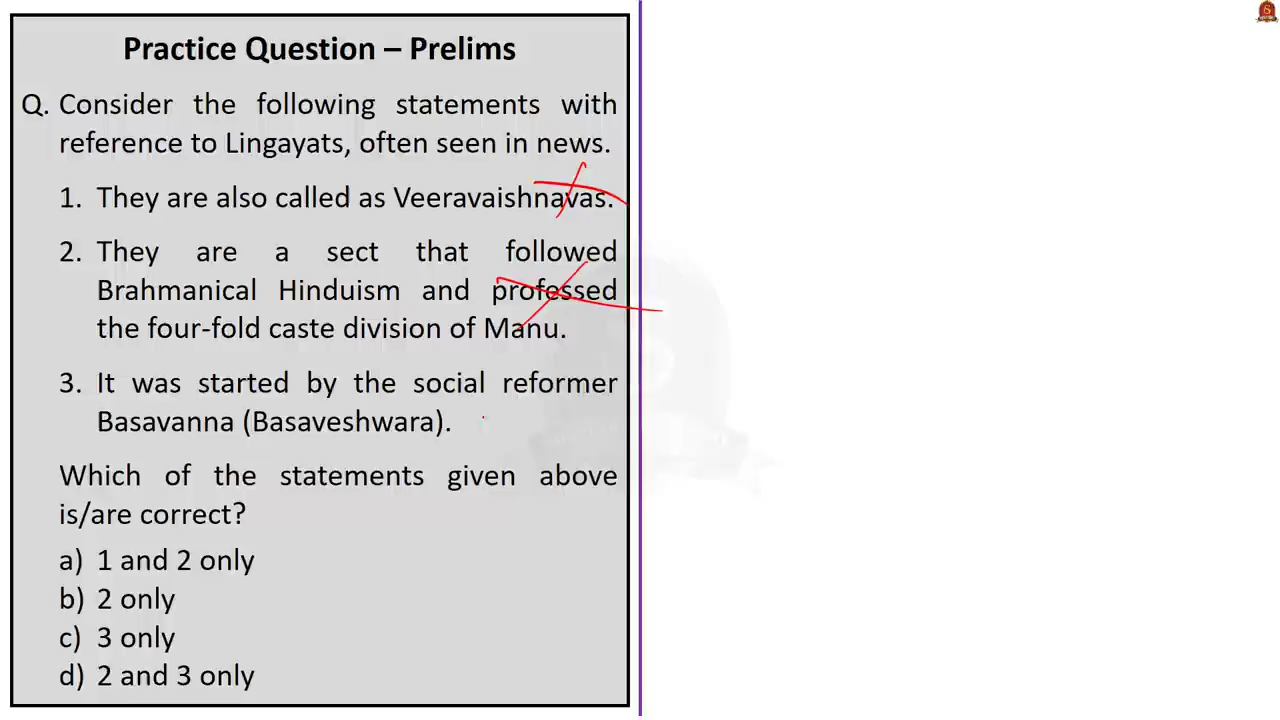 Practice Question – Prelims
Q. Consider the following statements with
reference to Lingayats, often seen in news.
1. They are also called as Veeravaishnavas.
2. They are a sect that followed
Brahmanical Hinduism and professed
the four-fold caste division of Manu.
3. It was started by the social reformer
Basavanna (Basaveshwara).
Which of the statements given above
is/are correct?
a) 1 and 2 only
b) 2 only
c) 3 only
d) 2 and 3 only